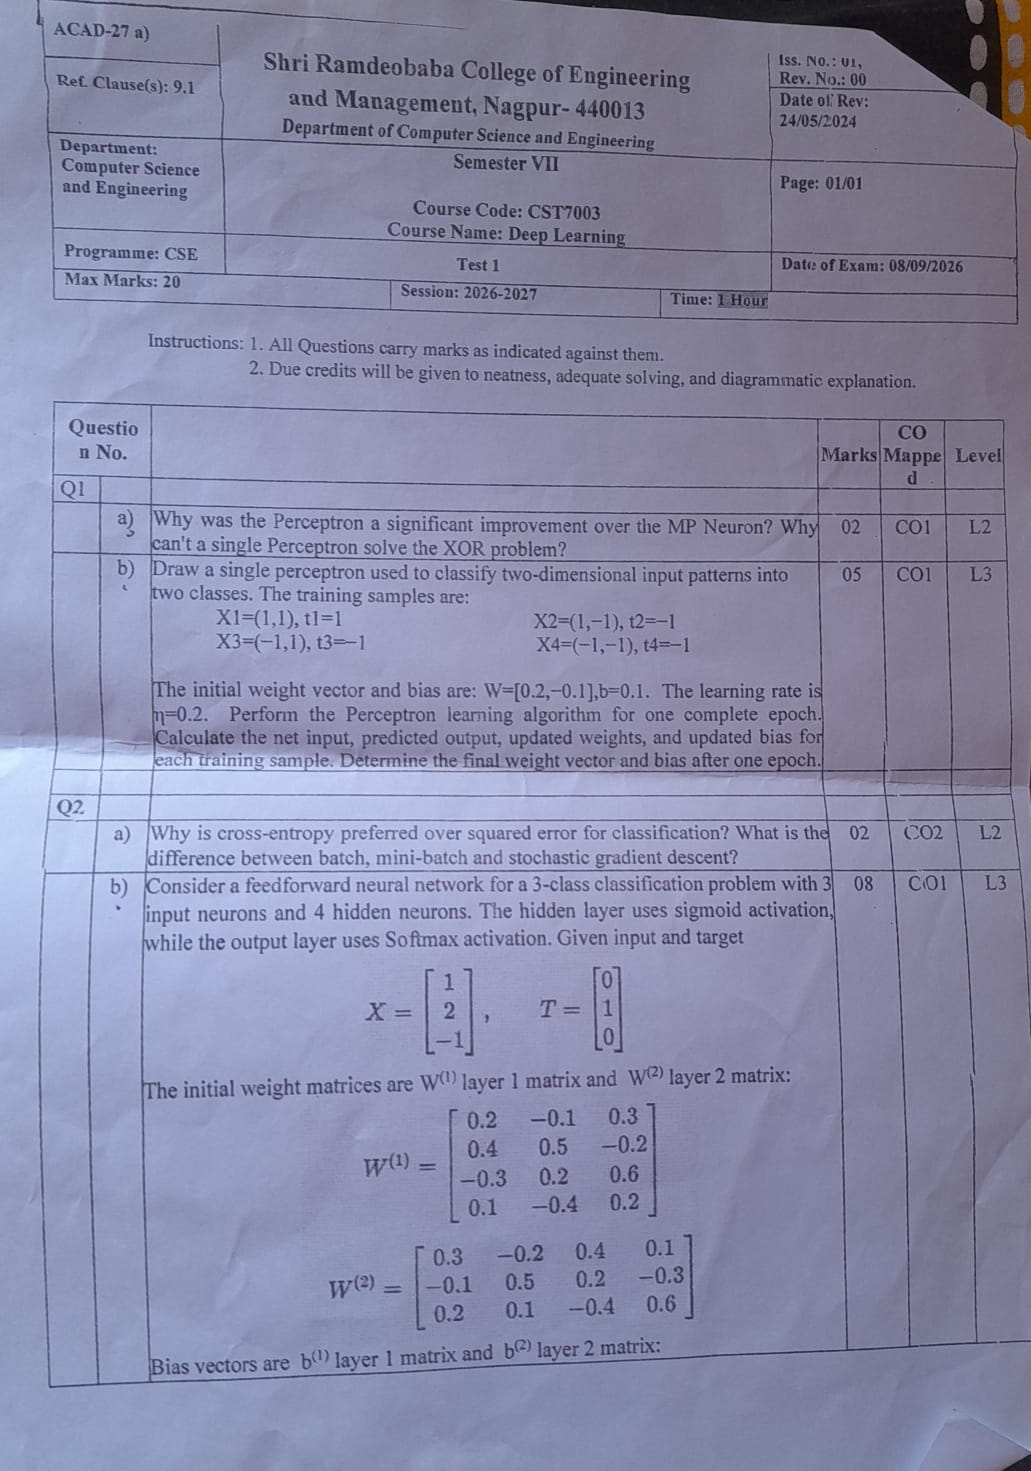 ACAD-27 a)
Ref. Clause(s): 9.1
Shri Ramdeobaba College of Engineering
and Management, Nagpur- 440013
Department of Computer Science and Engineering
Iss. No.: 01,
Rev. No.: 00
Date of Rev:
24/05/2024
Department:
Computer Science
and Engineering
Semester VII
Course Code: CST7003
Course Name: Deep Learning
Page: 01/01
Programme: CSE
Test 1
Date of Exam: 08/09/2026
Max Marks: 20
Session: 2026-2027
Time: 1 Hour
Instructions: 1. All Questions carry marks as indicated against them.
2. Due credits will be given to neatness, adequate solving, and diagrammatic explanation.
Questio
n No.
Marks
CO
Mappe
d
Level
Q1
a) Why was the Perceptron a significant improvement over the MP Neuron? Why 02 CO1 L2
can't a single Perceptron solve the XOR problem?
b) Draw a single perceptron used to classify two-dimensional input patterns into 05 CO1 L3
two classes. The training samples are:
X1=(1,1), t1=1 X2=(1,−1), t2=−1
X3=(−1,1), t3=−1 X4=(−1,−1), t4=−1
The initial weight vector and bias are: W=[0.2,−0.1],b=0.1. The learning rate is
η=0.2. Perform the Perceptron learning algorithm for one complete epoch.
Calculate the net input, predicted output, updated weights, and updated bias for
each training sample. Determine the final weight vector and bias after one epoch.
Q2
a) Why is cross-entropy preferred over squared error for classification? What is the 02 CO2 L2
difference between batch, mini-batch and stochastic gradient descent?
b) Consider a feedforward neural network for a 3-class classification problem with 3 08 CO1 L3
input neurons and 4 hidden neurons. The hidden layer uses sigmoid activation,
while the output layer uses Softmax activation. Given input and target
X = [1 2 −1], T = [0 1 0]
The initial weight matrices are W(1) layer 1 matrix and W(2) layer 2 matrix:
W(1) =
0.2 −0.1 0.3
0.4 0.5 −0.2
−0.3 0.2 0.6
0.1 −0.4 0.2
W(2) =
0.3 −0.2 0.4 0.1
−0.1 0.5 0.2 −0.3
0.2 0.1 −0.4 0.6
Bias vectors are b(1) layer 1 matrix and b(2) layer 2 matrix: